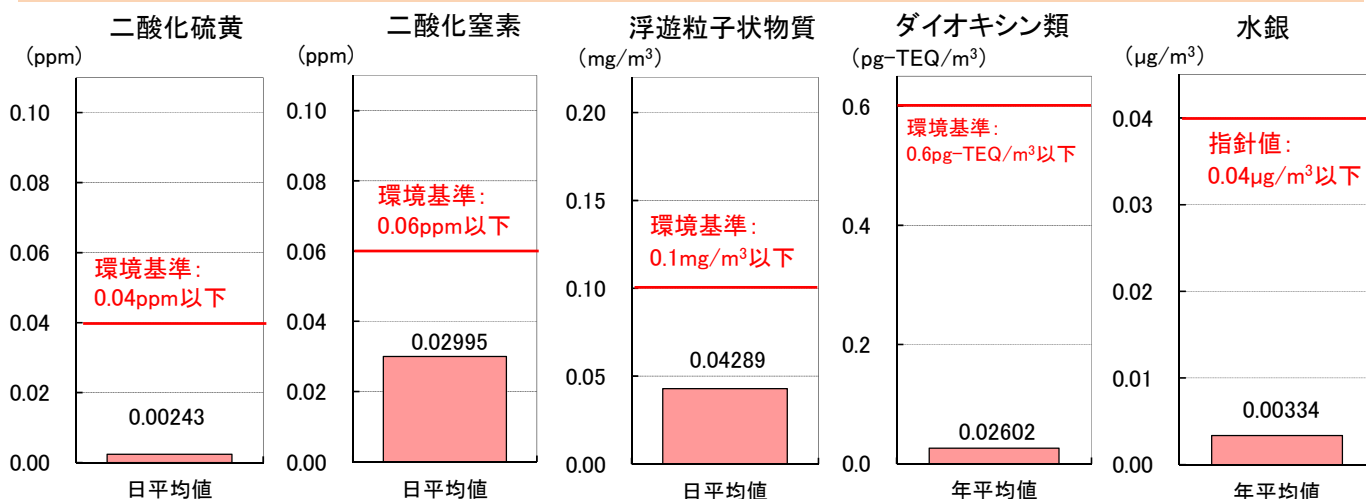 二酸化硫黄
(ppm)
0.10
0.08
0.06
0.04
0.02
0.00
環境基準:
0.04ppm以下
0.00243
日平均値
二酸化窒素
(ppm)
0.10
0.08
0.06
0.04
0.02
0.00
環境基準:
0.06ppm以下
0.02995
日平均値
浮遊粒子状物質
(mg/m³)
0.20
0.15
0.10
0.05
0.00
環境基準:
0.1mg/m³以下
0.04289
日平均値
ダイオキシン類
(pg-TEQ/m³)
0.6
0.4
0.2
0.0
環境基準:
0.6pg-TEQ/m³以下
0.02602
年平均値
水銀
(μg/m³)
0.04
0.03
0.02
0.01
0.00
指針値:
0.04μg/m³以下
0.00334
年平均値